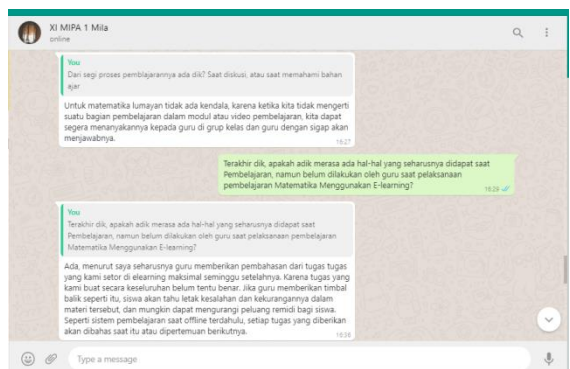 XI MIPA 1 Mila
online
You
Dari segi proses pemblajarannya ada dik? Saat diskusi, atau saat memahami bahan
ajar
Untuk matematika lumayan tidak ada kendala, karena ketika kita tidak mengerti
suatu bagian pembelajaran dalam modul atau video pembelajaran, kita dapat
segera menanyakannya kepada guru di grup kelas dan guru dengan sigap akan
menjawabnya.
16:27
Terakhir dik, apakah adik merasa ada hal-hal yang seharusnya didapat saat
Pembelajaran, namun belum dilakukan oleh guru saat pelaksanaan
pembelajaran Matematika Menggunakan E-learning?
16:29
You
Terakhir dik, apakah adik merasa ada hal-hal yang seharusnya didapat saat
Pembelajaran, namun belum dilakukan oleh guru saat pelaksanaan pembelajaran
Matematika Menggunakan E-learning?
Ada, menurut saya seharusnya guru memberikan pembahasan dari tugas tugas
yang kami setor di elearning maksimal seminggu setelahnya. Karena tugas yang
kami buat secara keseluruhan belum tentu benar. Jika guru memberikan timbal
balik seperti itu, siswa akan tahu letak kesalahan dan kekurangannya dalam
materi tersebut, dan mungkin dapat mengurangi peluang remidi bagi siswa.
Seperti sistem pembelajaran saat offline terdahulu, setiap tugas yang diberikan
akan dibahas saat itu atau dipertemuan berikutnya.
16:38
Type a message